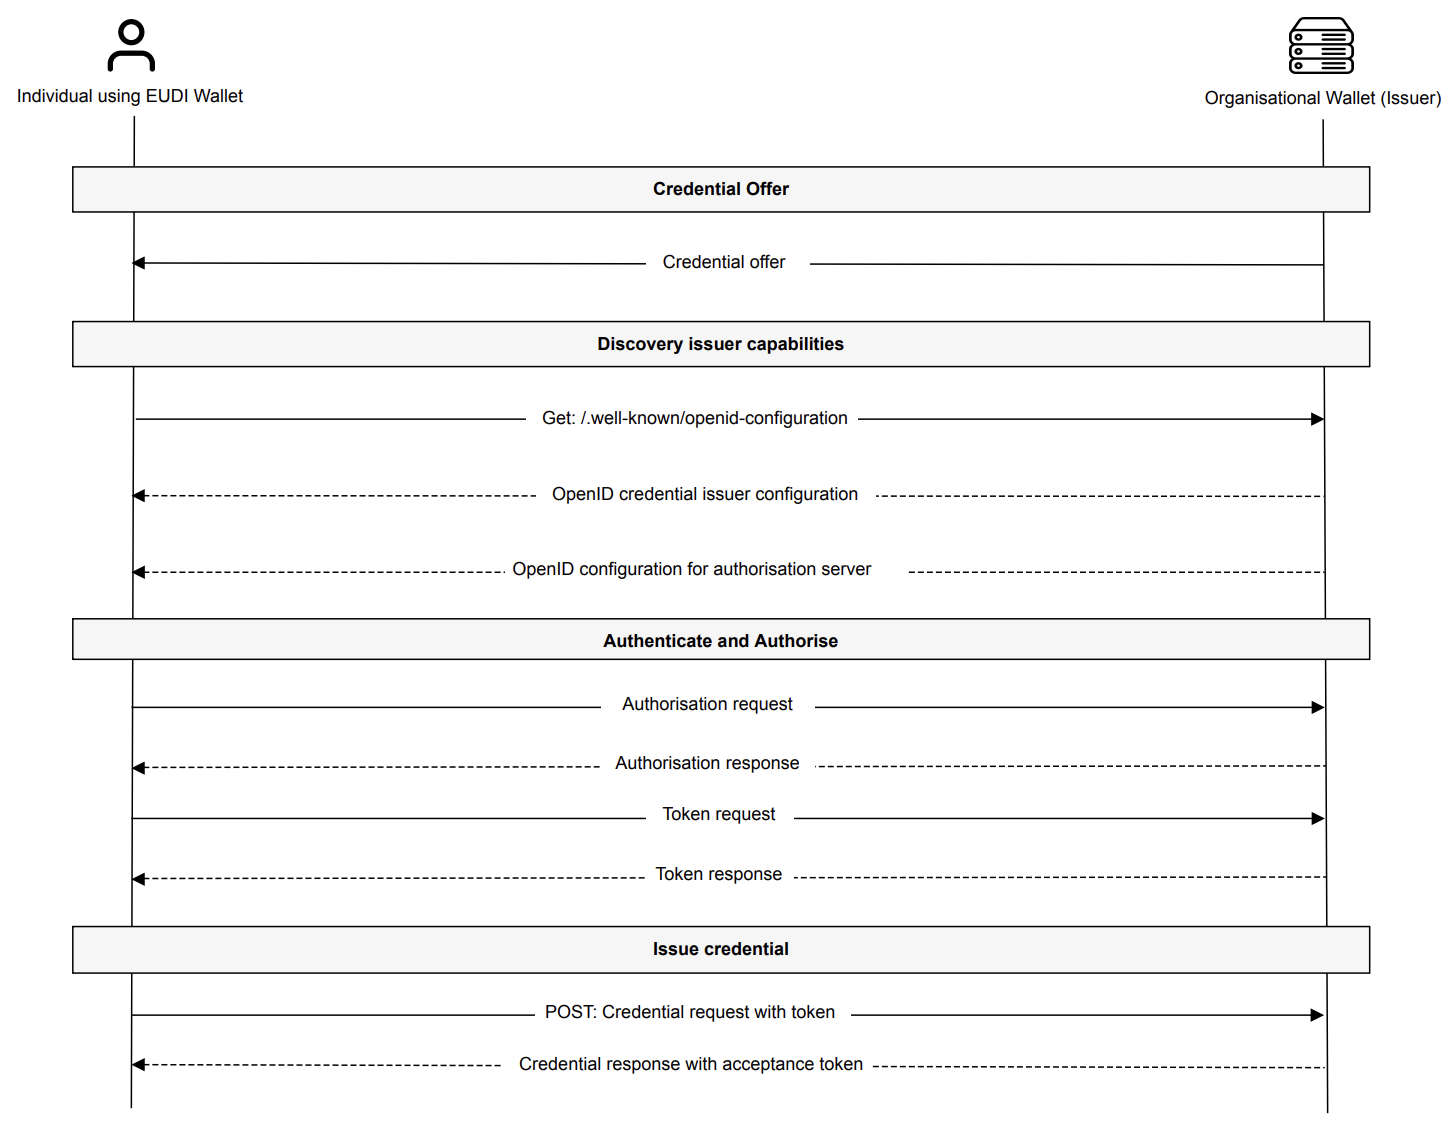 Individual using EUDI Wallet
Organisational Wallet (Issuer)
Credential Offer
Credential offer
Discovery issuer capabilities
Get: /.well-known/openid-configuration
OpenID credential issuer configuration
OpenID configuration for authorisation server
Authenticate and Authorise
Authorisation request
Authorisation response
Token request
Token response
Issue credential
POST: Credential request with token
Credential response with acceptance token